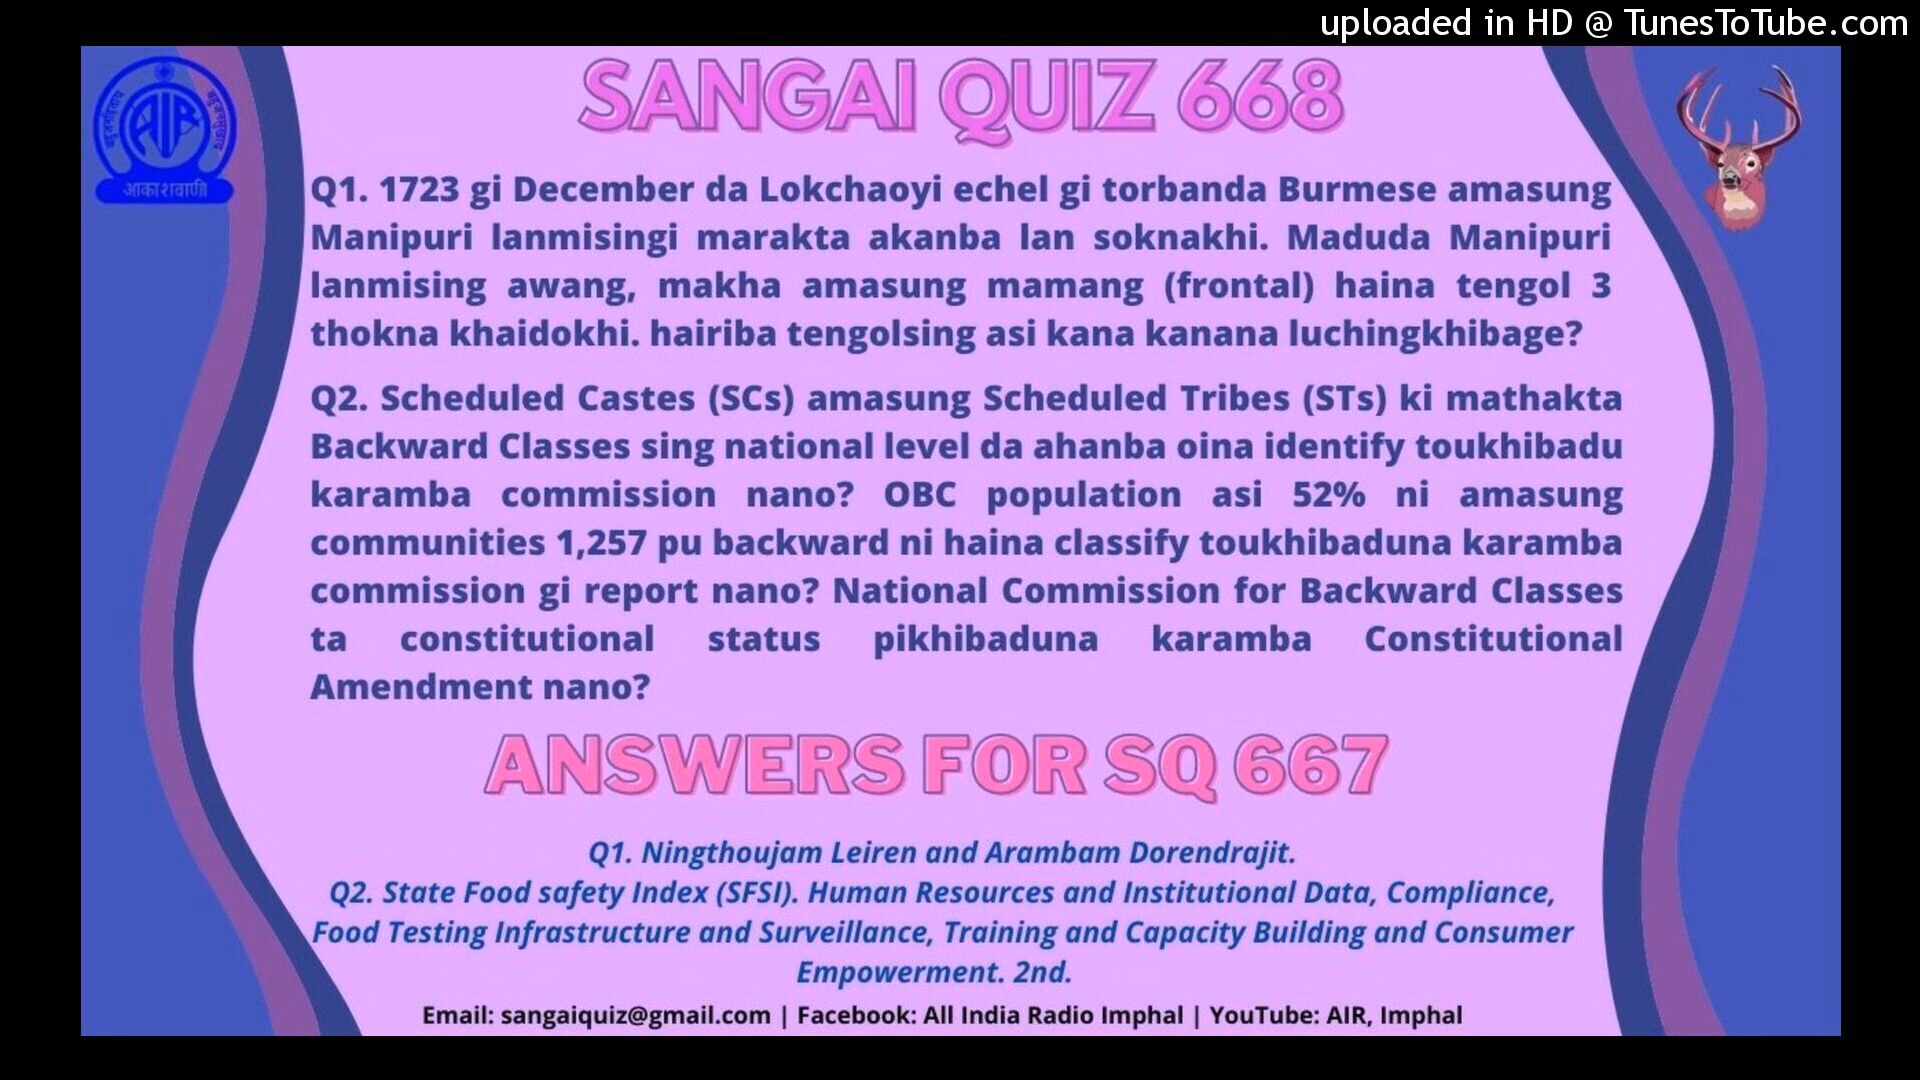 uploaded in HD @ TunesToTube.com
SANGAI QUIZ 668
Q1. 1723 gi December da Lokchaoyi echel gi torbanda Burmese amasung
Manipuri lanmisingi marakta akanba lan soknakhi. Maduda Manipuri
lanmising awang, makha amasung mamang (frontal) haina tengol 3
thokna khaidokhi. hairiba tengolsing asi kana kanana luchingkhibage?
Q2. Scheduled Castes (SCs) amasung Scheduled Tribes (STs) ki mathakta
Backward Classes sing national level da ahanba oina identify toukhibadu
karamba commission nano? OBC population asi 52% ni amasung
communities 1,257 pu backward ni haina classify toukhibaduna karamba
commission gi report nano? National Commission for Backward Classes
ta constitutional status pikhibaduna karamba Constitutional
Amendment nano?
ANSWERS FOR SQ 667
Q1. Ningthoujam Leiren and Arambam Dorendrajit.
Q2. State Food safety Index (SFSI). Human Resources and Institutional Data, Compliance,
Food Testing Infrastructure and Surveillance, Training and Capacity Building and Consumer
Empowerment. 2nd.
Email: sangaiquiz@gmail.com | Facebook: All India Radio Imphal | YouTube: AIR, Imphal
बहुजनहिताय
बहुजनसुखाय
AIR
आकाशवाणी